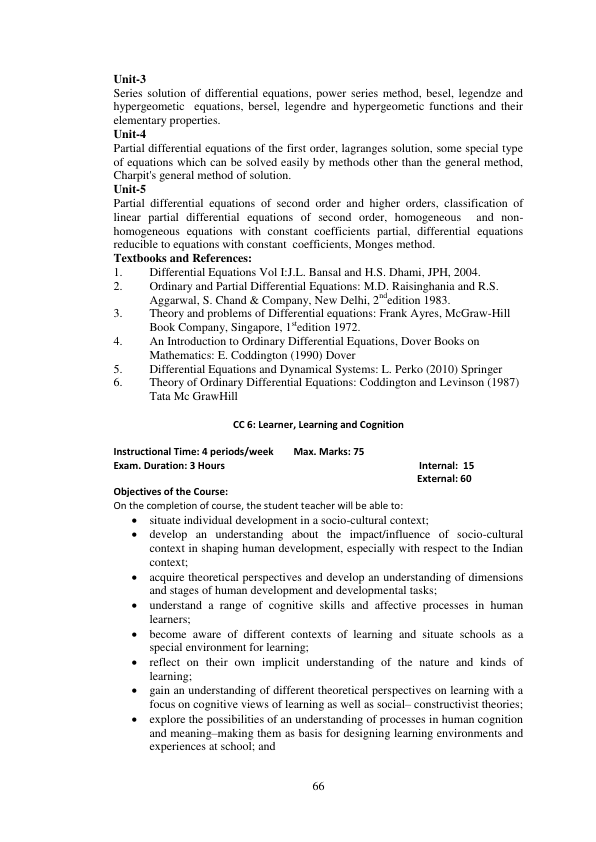 Unit-3
Series solution of differential equations, power series method, besel, legendze and
hypergeometic equations, bersel, legendre and hypergeometic functions and their
elementary properties.
Unit-4
Partial differential equations of the first order, lagranges solution, some special type
of equations which can be solved easily by methods other than the general method,
Charpit's general method of solution.
Unit-5
Partial differential equations of second order and higher orders, classification of
linear partial differential equations of second order, homogeneous and non-
homogeneous equations with constant coefficients partial, differential equations
reducible to equations with constant coefficients, Monges method.
Textbooks and References:
1. Differential Equations Vol I:J.L. Bansal and H.S. Dhami, JPH, 2004.
2. Ordinary and Partial Differential Equations: M.D. Raisinghania and R.S.
Aggarwal, S. Chand & Company, New Delhi, 2nd edition 1983.
3. Theory and problems of Differential equations: Frank Ayres, McGraw-Hill
Book Company, Singapore, 1st edition 1972.
4. An Introduction to Ordinary Differential Equations, Dover Books on
Mathematics: E. Coddington (1990) Dover
5. Differential Equations and Dynamical Systems: L. Perko (2010) Springer
6. Theory of Ordinary Differential Equations: Coddington and Levinson (1987)
Tata Mc GrawHill
CC 6: Learner, Learning and Cognition
Instructional Time: 4 periods/week Max. Marks: 75
Exam. Duration: 3 Hours Internal: 15
External: 60
Objectives of the Course:
On the completion of course, the student teacher will be able to:
• situate individual development in a socio-cultural context;
• develop an understanding about the impact/influence of socio-cultural
context in shaping human development, especially with respect to the Indian
context;
• acquire theoretical perspectives and develop an understanding of dimensions
and stages of human development and developmental tasks;
• understand a range of cognitive skills and affective processes in human
learners;
• become aware of different contexts of learning and situate schools as a
special environment for learning;
• reflect on their own implicit understanding of the nature and kinds of
learning;
• gain an understanding of different theoretical perspectives on learning with a
focus on cognitive views of learning as well as social– constructivist theories;
• explore the possibilities of an understanding of processes in human cognition
and meaning–making them as basis for designing learning environments and
experiences at school; and
66